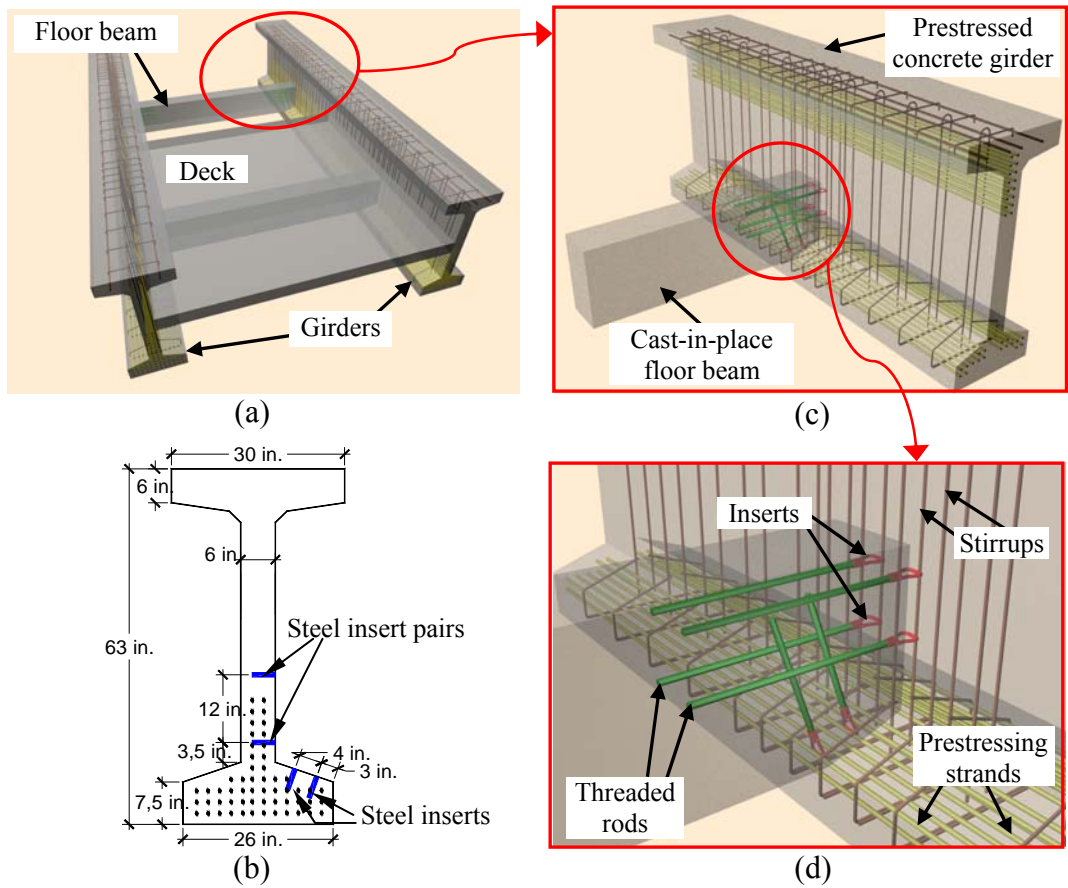 Floor beam
Deck
Girders
(a)
Prestressed
concrete girder
Cast-in-place
floor beam
(c)
30 in.
6 in.
6 in.
63 in.
Steel insert pairs
12 in.
3,5 in.
4 in.
3 in.
7,5 in.
Steel inserts
26 in.
(b)
Inserts
Stirrups
Threaded
rods
Prestressing
strands
(d)